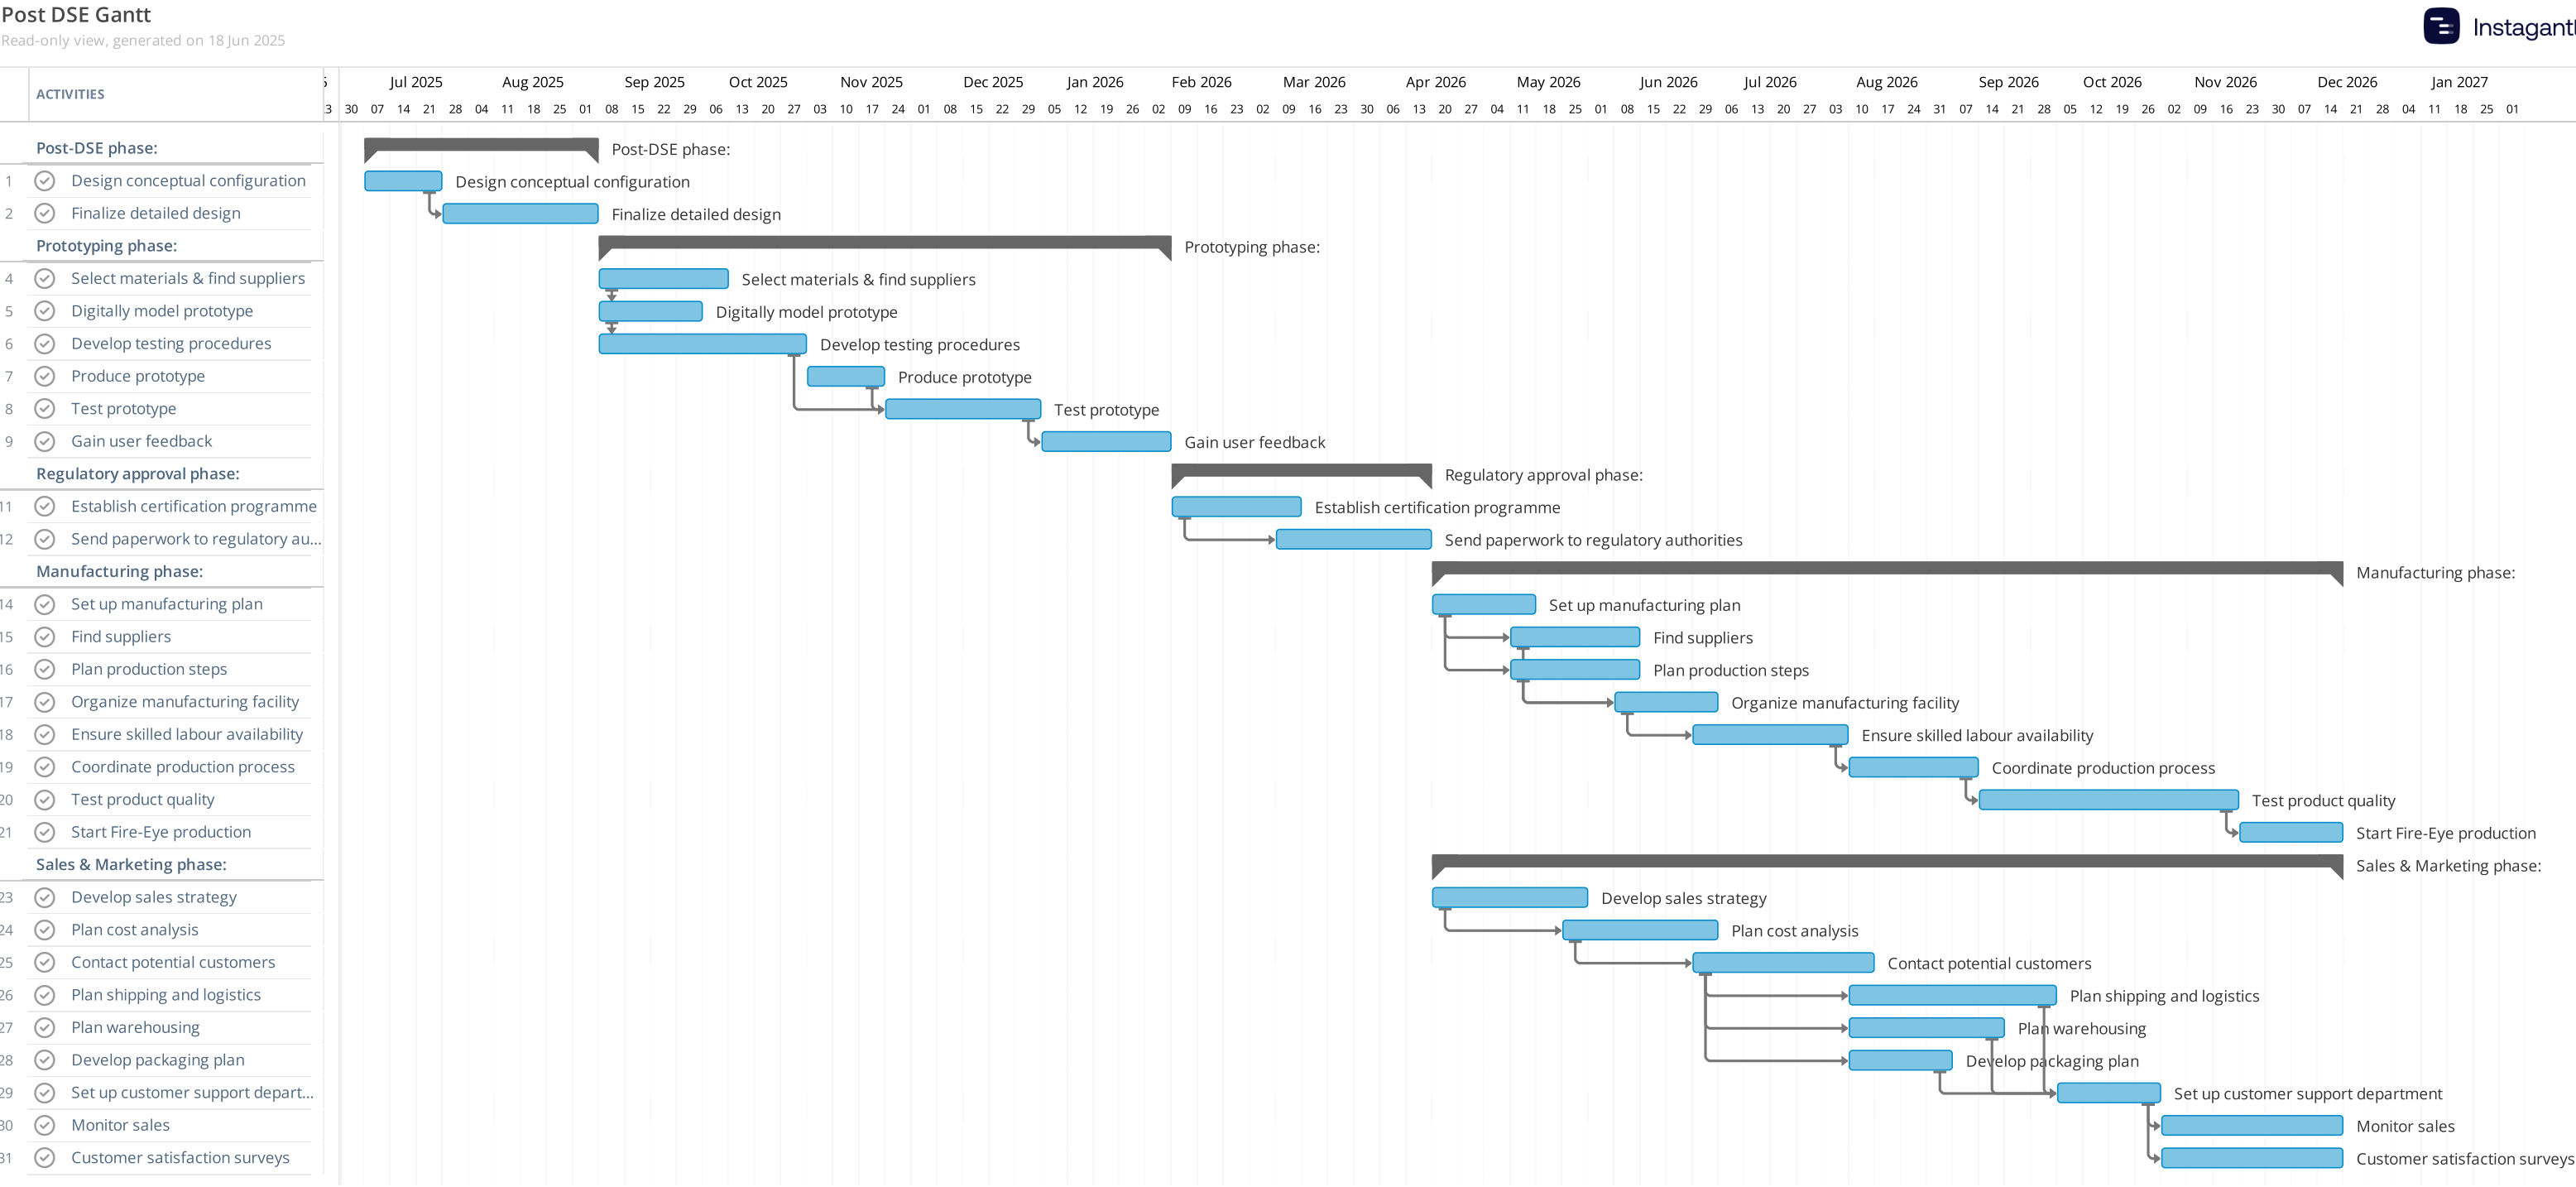 Post DSE Gantt
Read-only view, generated on 18 Jun 2025
Instagant
ACTIVITIES
Jul 2025 Aug 2025 Sep 2025 Oct 2025 Nov 2025 Dec 2025 Jan 2026 Feb 2026 Mar 2026 Apr 2026 May 2026 Jun 2026 Jul 2026 Aug 2026 Sep 2026 Oct 2026 Nov 2026 Dec 2026 Jan 2027
30 07 14 21 28 04 11 18 25 01 08 15 22 29 06 13 20 27 03 10 17 24 01 08 15 22 29 05 12 19 26 02 09 16 23 02 09 16 23 30 06 13 20 27 04 11 18 25 01 08 15 22 29 06 13 20 27 03 10 17 24 31 07 14 21 28 05 12 19 26 02 09 16 23 30 07 14 21 28 04 11 18 25 01
Post-DSE phase: Post-DSE phase:
1 Design conceptual configuration Design conceptual configuration
2 Finalize detailed design Finalize detailed design
Prototyping phase: Prototyping phase:
4 Select materials & find suppliers Select materials & find suppliers
5 Digitally model prototype Digitally model prototype
6 Develop testing procedures Develop testing procedures
7 Produce prototype Produce prototype
8 Test prototype Test prototype
9 Gain user feedback Gain user feedback
Regulatory approval phase: Regulatory approval phase:
11 Establish certification programme Establish certification programme
12 Send paperwork to regulatory au... Send paperwork to regulatory authorities
Manufacturing phase: Manufacturing phase:
14 Set up manufacturing plan Set up manufacturing plan
15 Find suppliers Find suppliers
16 Plan production steps Plan production steps
17 Organize manufacturing facility Organize manufacturing facility
18 Ensure skilled labour availability Ensure skilled labour availability
19 Coordinate production process Coordinate production process
20 Test product quality Test product quality
21 Start Fire-Eye production Start Fire-Eye production
Sales & Marketing phase: Sales & Marketing phase:
23 Develop sales strategy Develop sales strategy
24 Plan cost analysis Plan cost analysis
25 Contact potential customers Contact potential customers
26 Plan shipping and logistics Plan shipping and logistics
27 Plan warehousing Plan warehousing
28 Develop packaging plan Develop packaging plan
29 Set up customer support depart... Set up customer support department
30 Monitor sales Monitor sales
31 Customer satisfaction surveys Customer satisfaction surveys